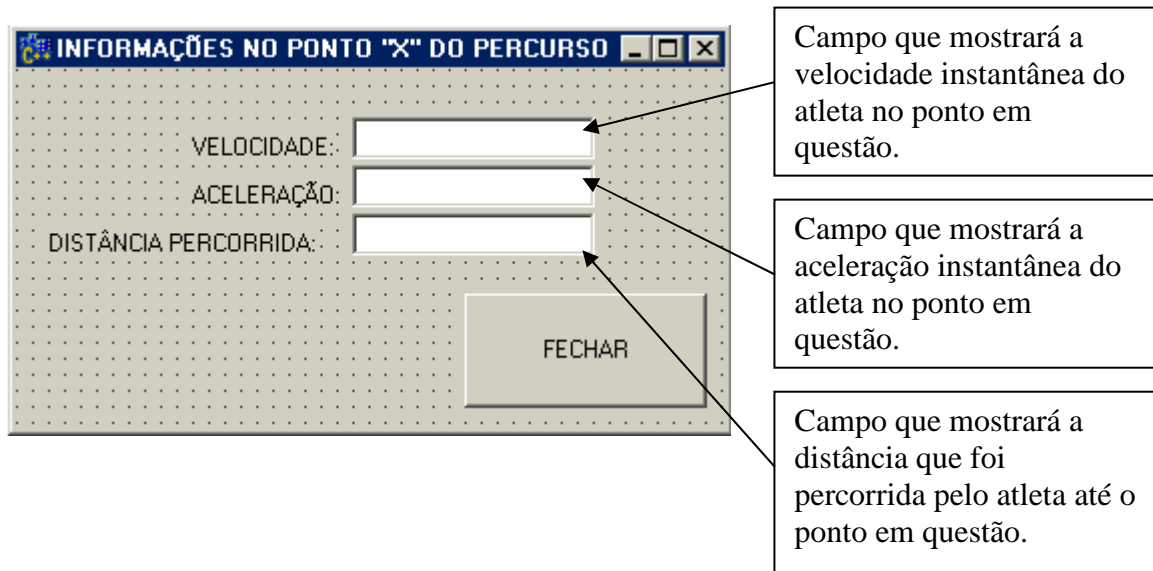 INFORMAÇÕES NO PONTO "X" DO PERCURSO
VELOCIDADE:
ACELERAÇÃO:
DISTÂNCIA PERCORRIDA:
FECHAR
Campo que mostrará a
velocidade instantânea do
atleta no ponto em
questão.
Campo que mostrará a
aceleração instantânea do
atleta no ponto em
questão.
Campo que mostrará a
distância que foi
percorrida pelo atleta até o
ponto em questão.